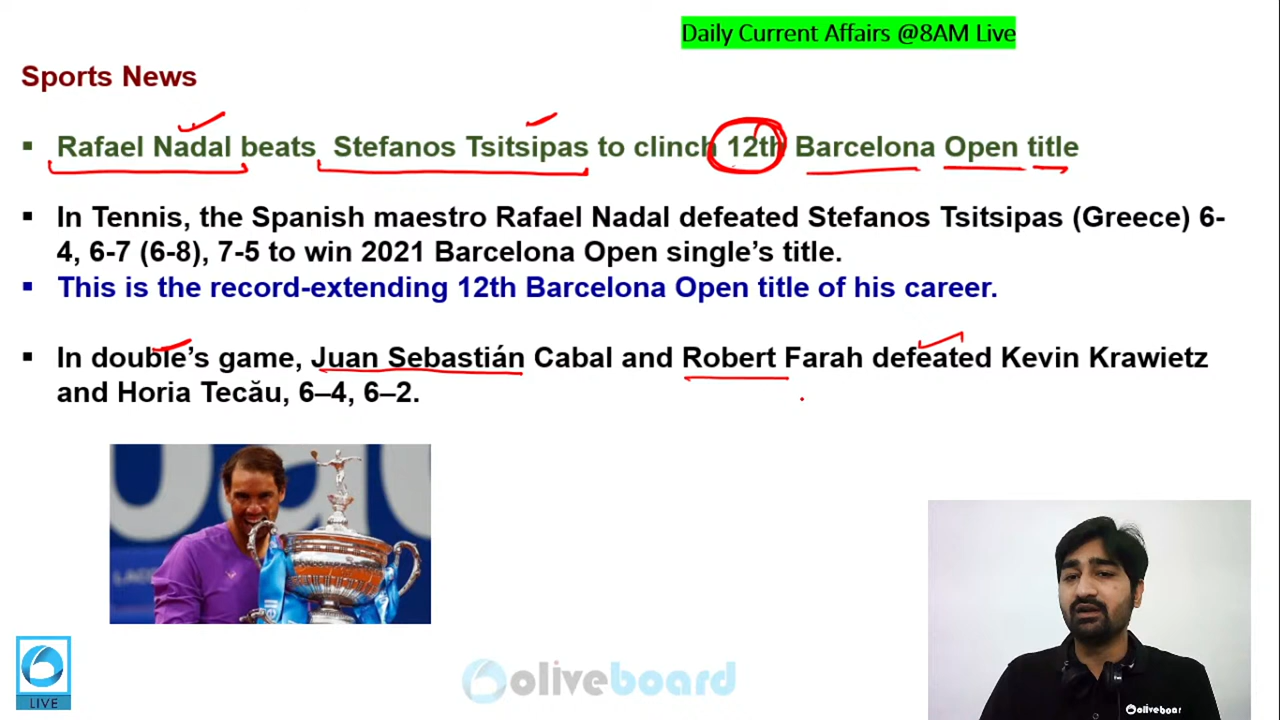 Daily Current Affairs @8AM Live
Sports News
▪ Rafael Nadal beats Stefanos Tsitsipas to clinch 12th Barcelona Open title
▪ In Tennis, the Spanish maestro Rafael Nadal defeated Stefanos Tsitsipas (Greece) 6-
4, 6-7 (6-8), 7-5 to win 2021 Barcelona Open single’s title.
▪ This is the record-extending 12th Barcelona Open title of his career.
▪ In double’s game, Juan Sebastián Cabal and Robert Farah defeated Kevin Krawietz
and Horia Tecău, 6–4, 6–2.
LIVE
oliveboard
oliveboar